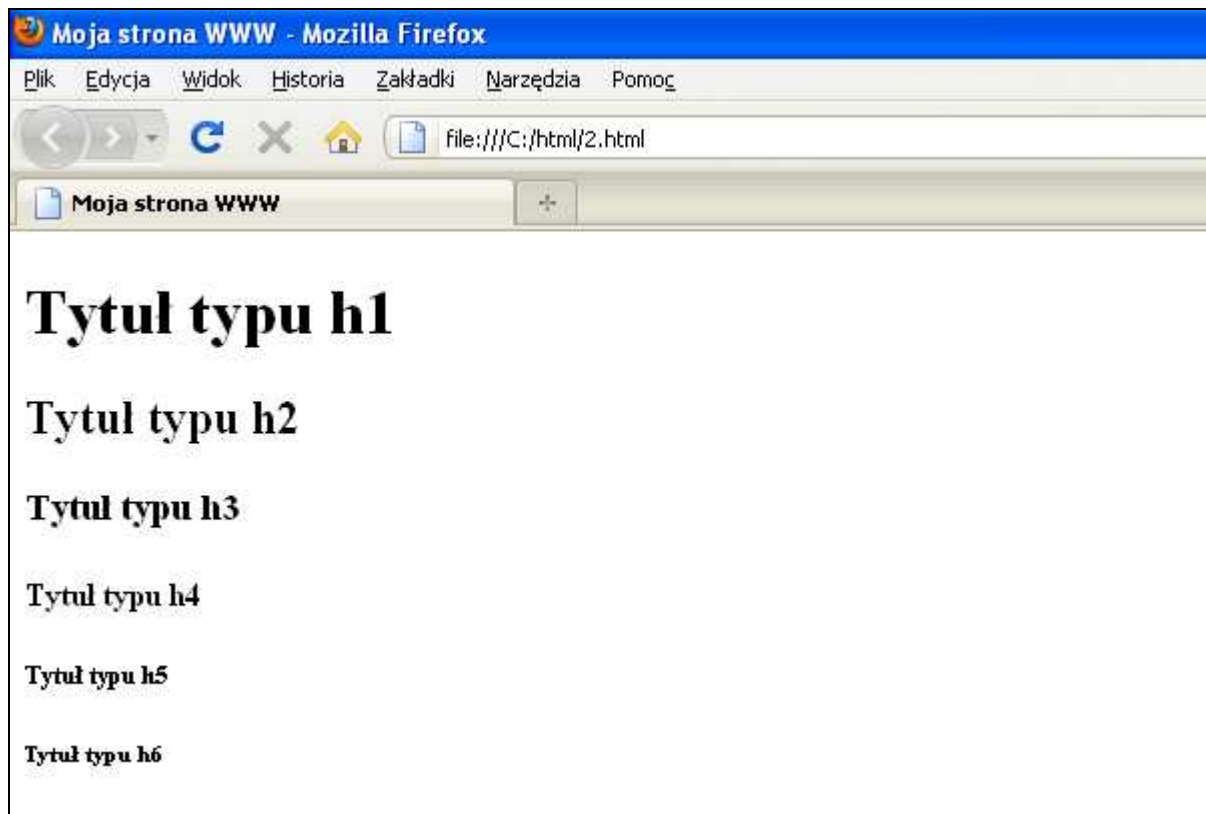 Moja strona WWW - Mozilla Firefox
Plik Edycja Widok Historia Zakładki Narzędzia Pomoc
file:///C:/html/2.html
Moja strona WWW
Tytuł typu h1
Tytuł typu h2
Tytuł typu h3
Tytuł typu h4
Tytuł typu h5
Tytuł typu h6